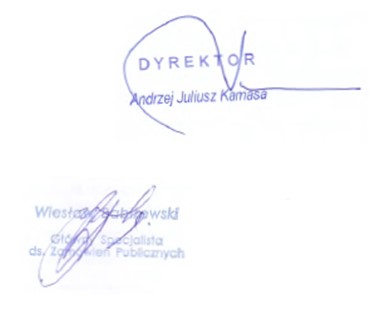 DYREKTOR
Andrzej Juliusz Kamasa
Wiesław
Główny Specjalista
ds. Zamówień Publicznych